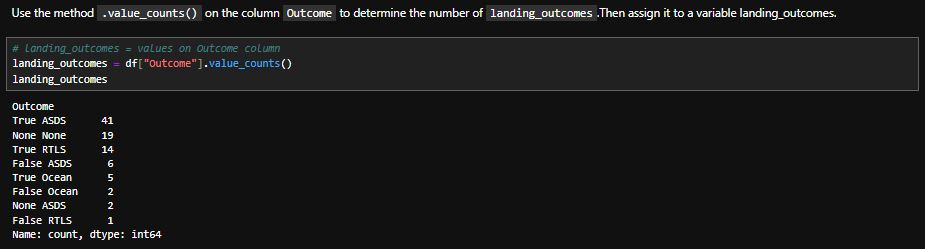 Use the method .value_counts() on the column Outcome to determine the number of landing_outcomes .Then assign it to a variable landing_outcomes.
# landing_outcomes = values on Outcome column
landing_outcomes = df["Outcome"].value_counts()
landing_outcomes
Outcome
True ASDS      41
None None      19
True RTLS      14
False ASDS      6
True Ocean      5
False Ocean     2
None ASDS       2
False RTLS      1
Name: count, dtype: int64